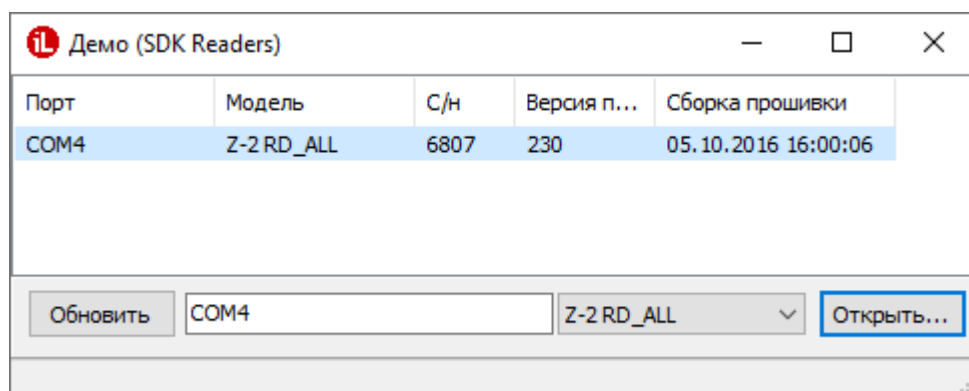 iL Демо (SDK Readers)
Порт Модель С/н Версия п... Сборка прошивки
COM4 Z-2 RD_ALL 6807 230 05.10.2016 16:00:06
Обновить COM4 Z-2 RD_ALL Открыть...